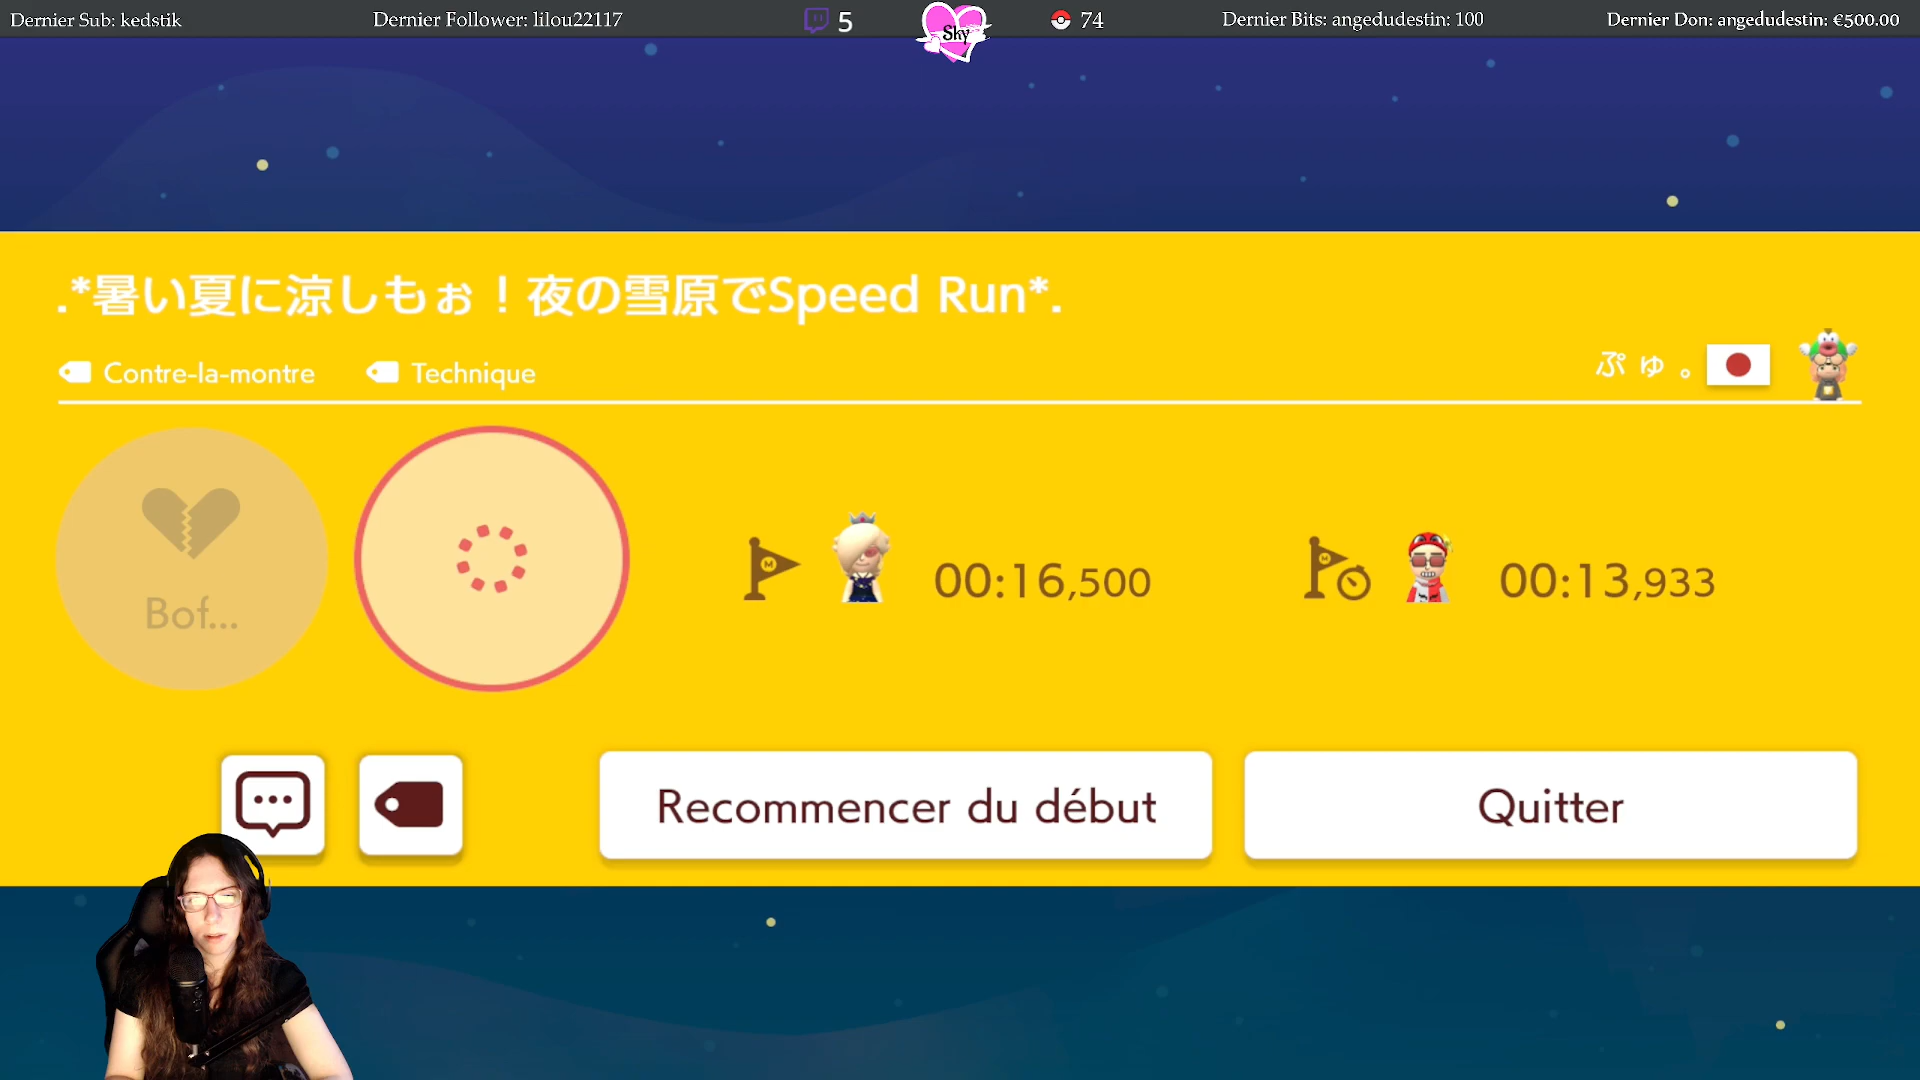 Dernier Sub: kedstik
Dernier Follower: lilou22117
5
Sky
74
Dernier Bits: angedudestin: 100
Dernier Don: angedudestin: €500.00
.*暑い夏に涼しもぉ！夜の雪原でSpeed Run*.
Contre-la-montre
Technique
ぷゅ。
Bof...
M
00:16,500
M
00:13,933
Recommencer du début
Quitter